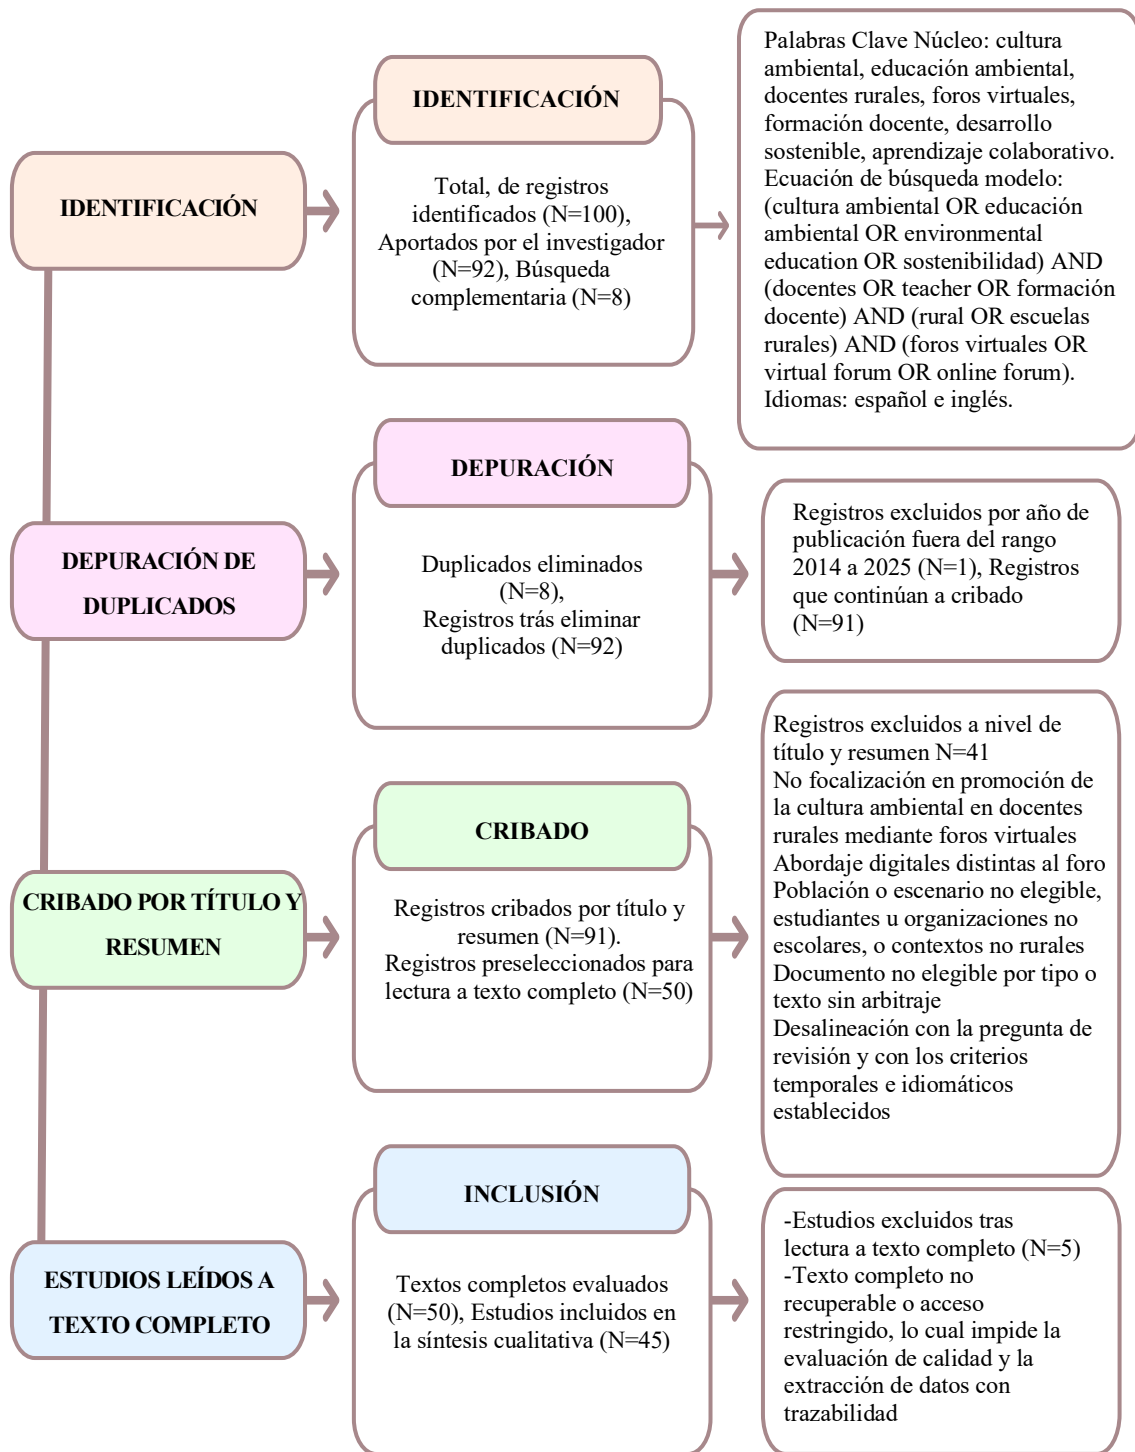 IDENTIFICACIÓN
IDENTIFICACIÓN
Total, de registros
identificados (N=100),
Aportados por el investigador
(N=92), Búsqueda
complementaria (N=8)
Palabras Clave Núcleo: cultura
ambiental, educación ambiental,
docentes rurales, foros virtuales,
formación docente, desarrollo
sostenible, aprendizaje colaborativo.
Ecuación de búsqueda modelo:
(cultura ambiental OR educación
ambiental OR environmental
education OR sostenibilidad) AND
(docentes OR teacher OR formación
docente) AND (rural OR escuelas
rurales) AND (foros virtuales OR
virtual forum OR online forum).
Idiomas: español e inglés.
DEPURACIÓN DE
DUPLICADOS
DEPURACIÓN
Duplicados eliminados
(N=8),
Registros trás eliminar
duplicados (N=92)
Registros excluidos por año de
publicación fuera del rango
2014 a 2025 (N=1), Registros
que continúan a cribado
(N=91)
CRIBADO POR TÍTULO Y
RESUMEN
CRIBADO
Registros cribados por título y
resumen (N=91).
Registros preseleccionados para
lectura a texto completo (N=50)
Registros excluidos a nivel de
título y resumen N=41
No focalización en promoción de
la cultura ambiental en docentes
rurales mediante foros virtuales
Abordaje digitales distintas al foro
Población o escenario no elegible,
estudiantes u organizaciones no
escolares, o contextos no rurales
Documento no elegible por tipo o
texto sin arbitraje
Desalineación con la pregunta de
revisión y con los criterios
temporales e idiomáticos
establecidos
ESTUDIOS LEÍDOS A
TEXTO COMPLETO
INCLUSIÓN
Textos completos evaluados
(N=50), Estudios incluidos en
la síntesis cualitativa (N=45)
-Estudios excluidos tras
lectura a texto completo (N=5)
-Texto completo no
recuperable o acceso
restringido, lo cual impide la
evaluación de calidad y la
extracción de datos con
trazabilidad